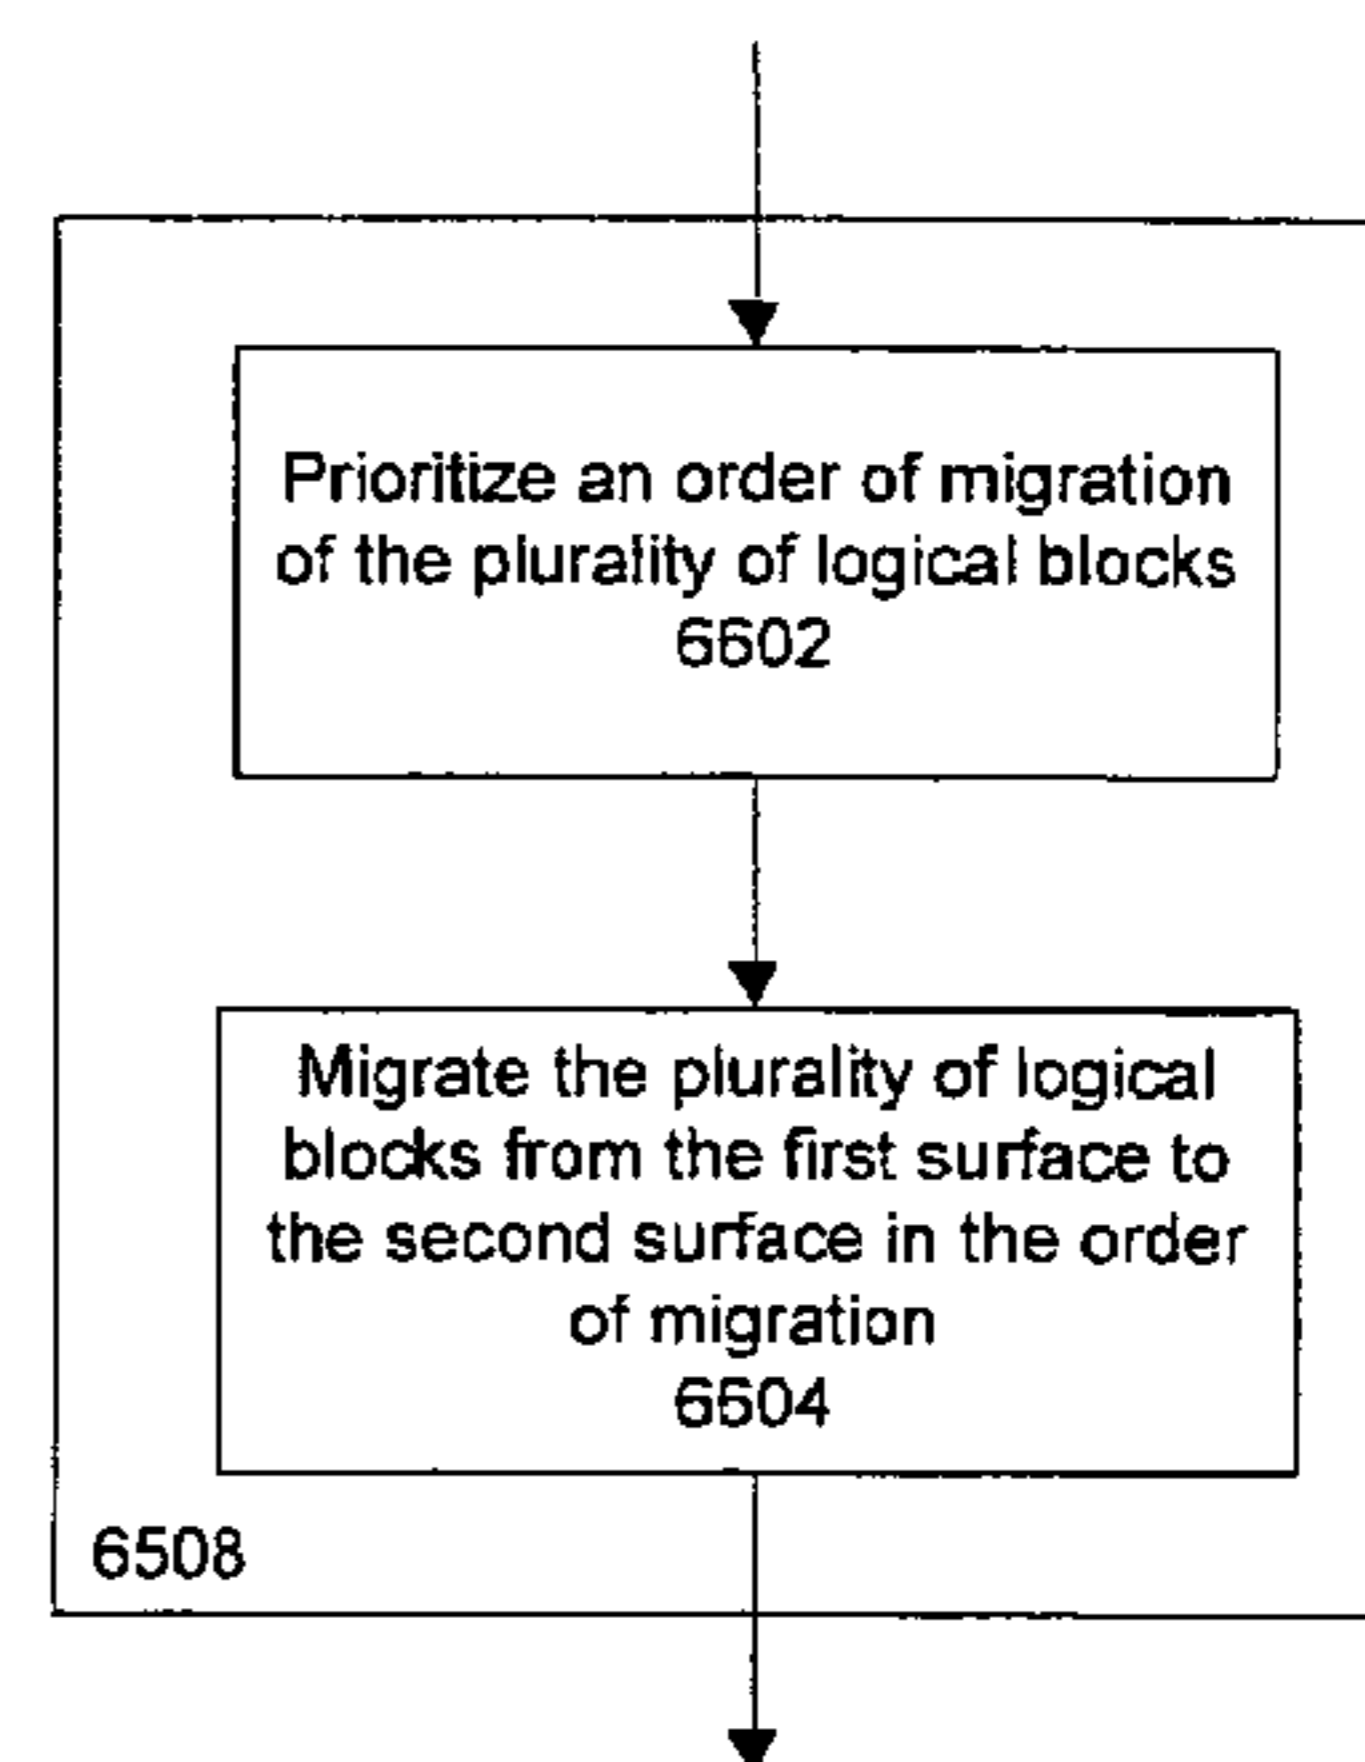 Prioritize an order of migration
of the plurality of logical blocks
6602
Migrate the plurality of logical
blocks from the first surface to
the second surface in the order
of migration
6604
6508